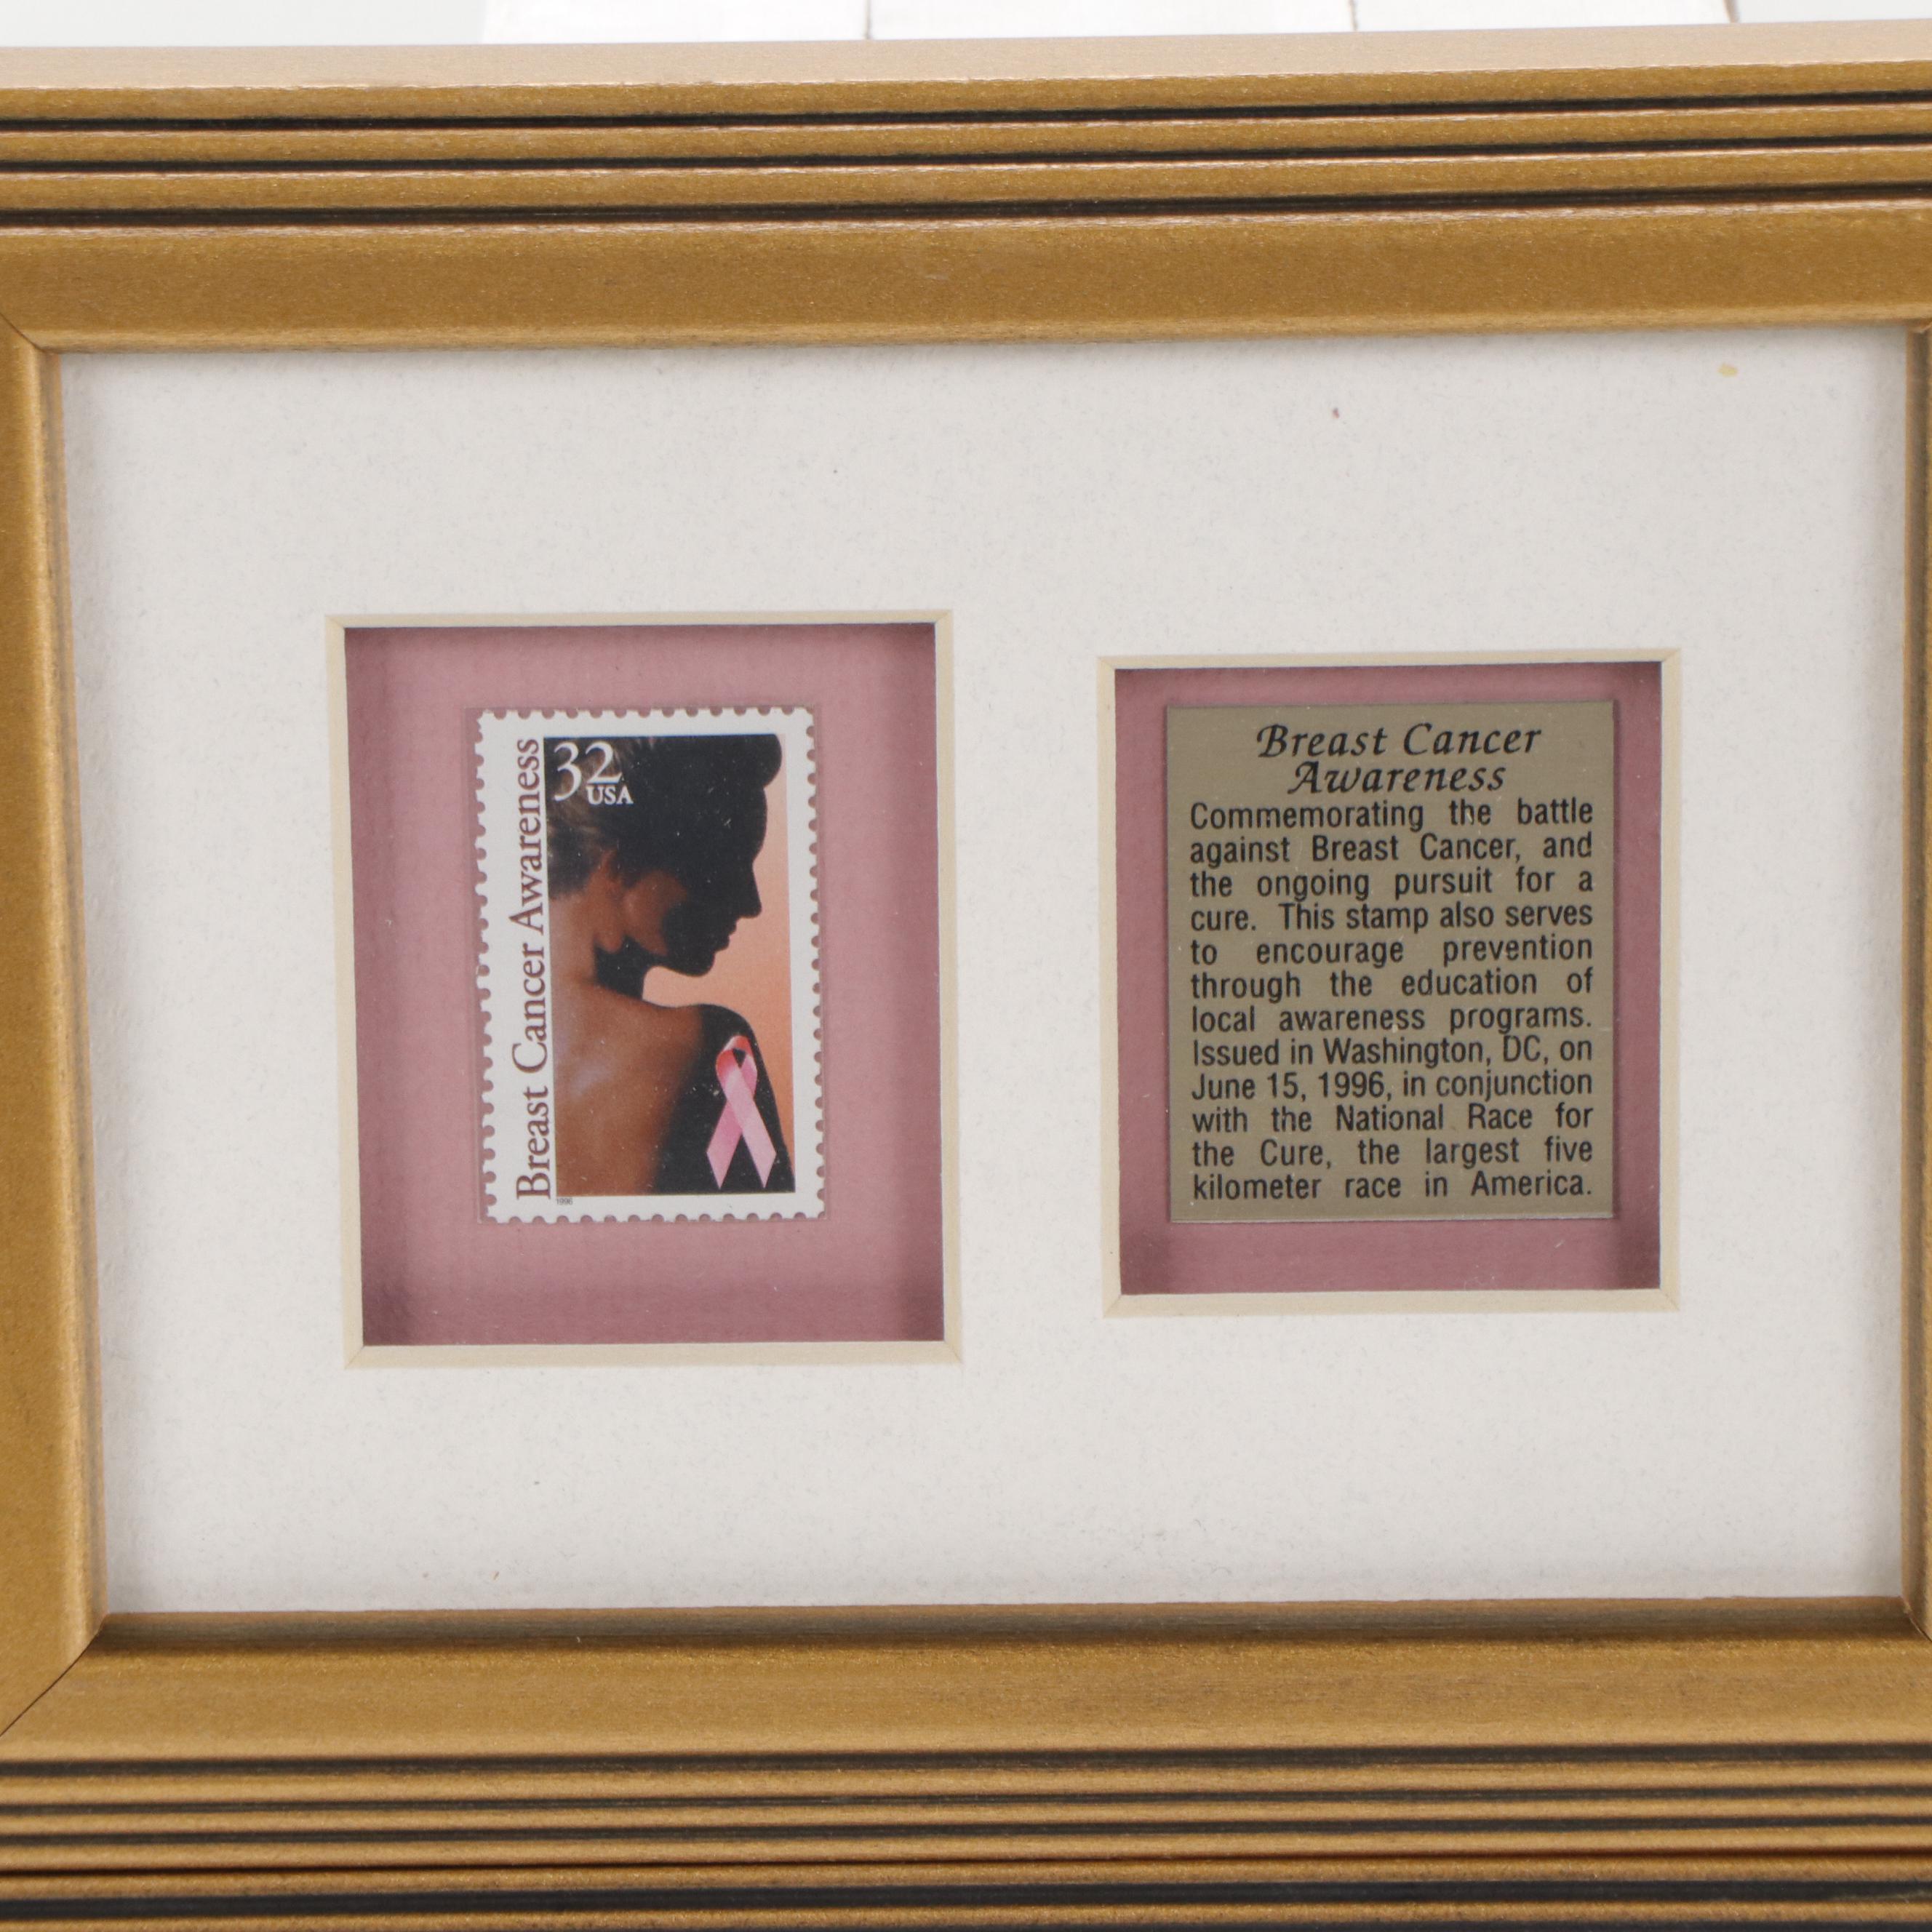 Breast Cancer Awareness
32
USA
1996
Breast Cancer
Awareness
Commemorating the battle
against Breast Cancer, and
the ongoing pursuit for a
cure. This stamp also serves
to encourage prevention
through the education of
local awareness programs.
Issued in Washington, DC, on
June 15, 1996, in conjunction
with the National Race for
the Cure, the largest five
kilometer race in America.